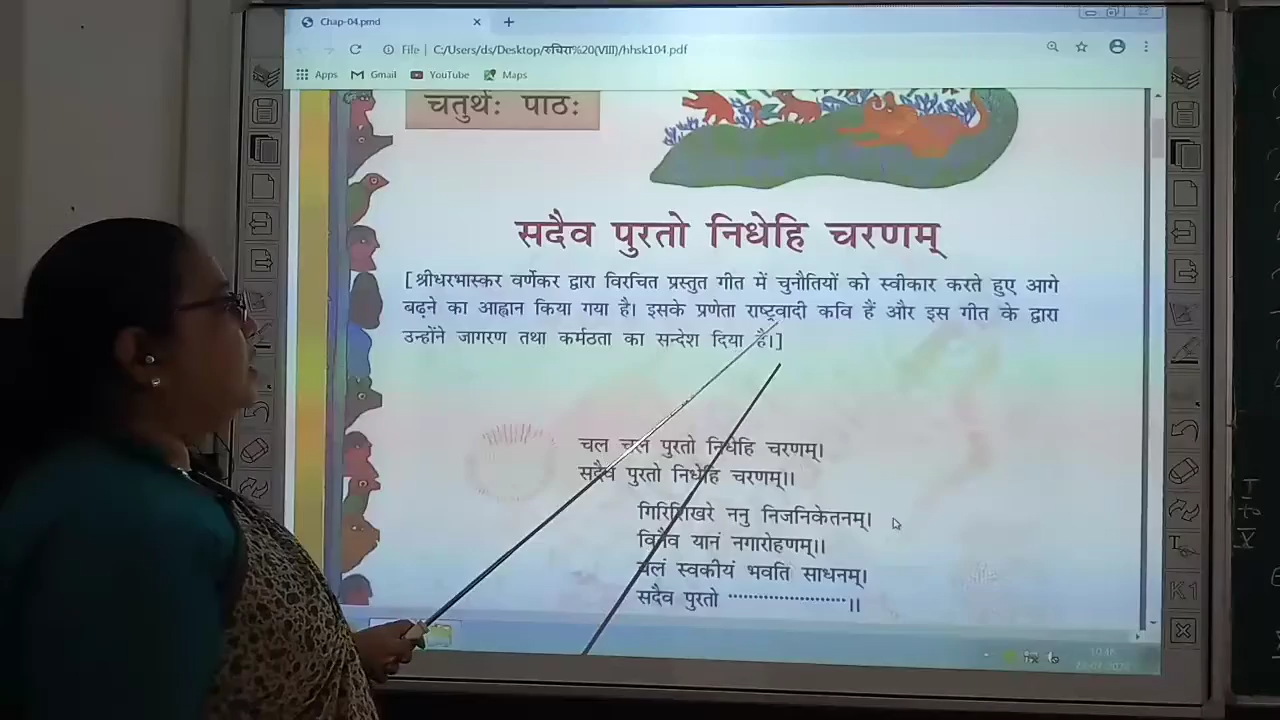 Chap-04.pmd
File | C:/Users/ds/Desktop/रुचिरा%20(VIII)/hhsk104.pdf
Apps Gmail YouTube Maps
चतुर्थः पाठः
सदैव पुरतो निधेहि चरणम्
[श्रीधरभास्कर वर्णेकर द्वारा विरचित प्रस्तुत गीत में चुनौतियों को स्वीकार करते हुए आगे
बढ़ने का आह्वान किया गया है। इसके प्रणेता राष्ट्रवादी कवि हैं और इस गीत के द्वारा
उन्होंने जागरण तथा कर्मठता का सन्देश दिया है।]
चल चल पुरतो निधेहि चरणम्।
सदैव पुरतो निधेहि चरणम्।।
गिरिशिखरे ननु निजनिकेतनम्।
विनैव यानं नगारोहणम्।।
बलं स्वकीयं भवति साधनम्।
सदैव पुरतो ......................।।
K1